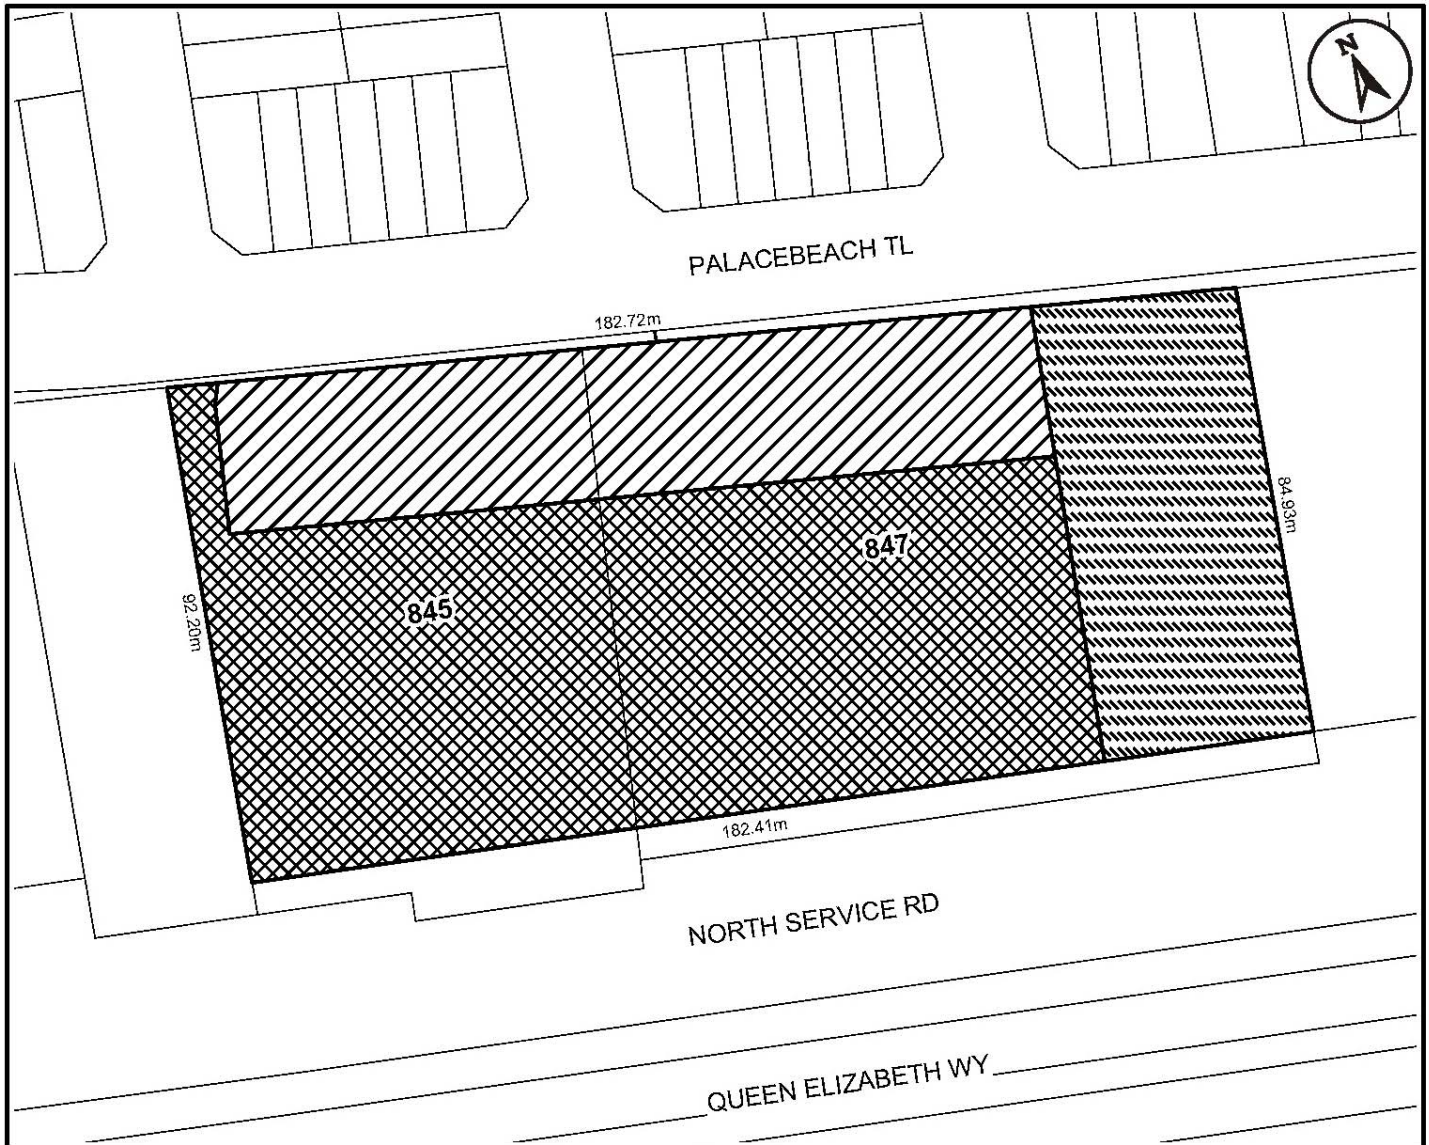 N
PALACEBEACH TL
182.72m
84.93m
847
845
92.20m
182.41m
NORTH SERVICE RD
QUEEN ELIZABETH WY